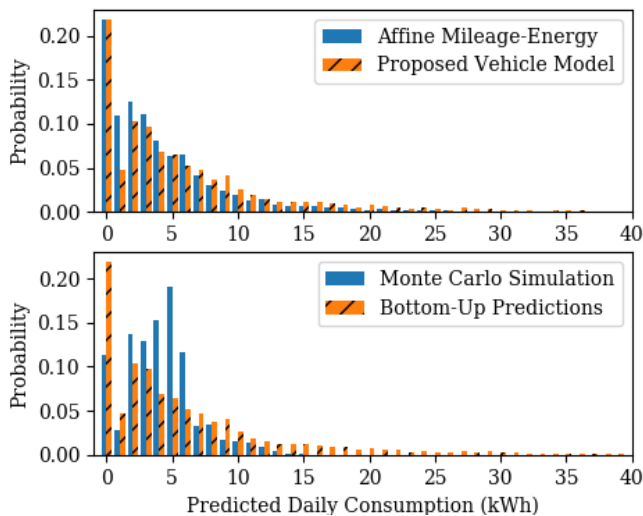 0.20
0.15
0.10
0.05
0.00
Probability
Affine Mileage-Energy
Proposed Vehicle Model
0 5 10 15 20 25 30 35 40
0.20
0.15
0.10
0.05
0.00
Probability
Monte Carlo Simulation
Bottom-Up Predictions
0 5 10 15 20 25 30 35 40
Predicted Daily Consumption (kWh)